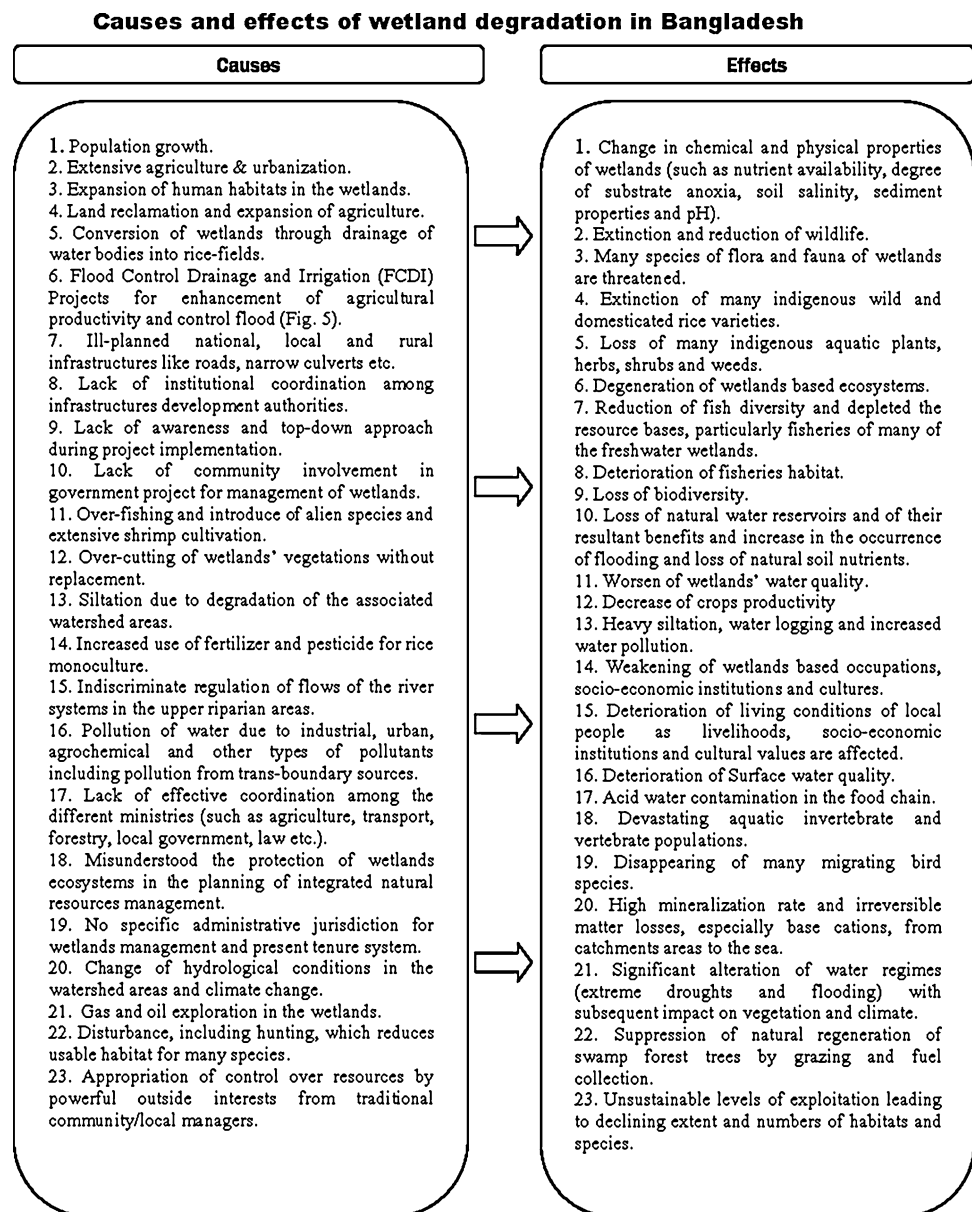 Causes and effects of wetland degradation in Bangladesh
Causes
1. Population growth.
2. Extensive agriculture & urbanization.
3. Expansion of human habitats in the wetlands.
4. Land reclamation and expansion of agriculture.
5. Conversion of wetlands through drainage of
water bodies into rice-fields.
6. Flood Control Drainage and Irrigation (FCDI)
Projects for enhancement of agricultural
productivity and control flood (Fig. 5).
7. Ill-planned national, local and rural
infrastructures like roads, narrow culverts etc.
8. Lack of institutional coordination among
infrastructures development authorities.
9. Lack of awareness and top-down approach
during project implementation.
10. Lack of community involvement in
government project for management of wetlands.
11. Over-fishing and introduce of alien species and
extensive shrimp cultivation.
12. Over-cutting of wetlands' vegetations without
replacement.
13. Siltation due to degradation of the associated
watershed areas.
14. Increased use of fertilizer and pesticide for rice
monoculture.
15. Indiscriminate regulation of flows of the river
systems in the upper riparian areas.
16. Pollution of water due to industrial, urban,
agrochemical and other types of pollutants
including pollution from trans-boundary sources.
17. Lack of effective coordination among the
different ministries (such as agriculture, transport,
forestry, local government, law etc.).
18. Misunderstood the protection of wetlands
ecosystems in the planning of integrated natural
resources management.
19. No specific administrative jurisdiction for
wetlands management and present tenure system.
20. Change of hydrological conditions in the
watershed areas and climate change.
21. Gas and oil exploration in the wetlands.
22. Disturbance, including hunting, which reduces
usable habitat for many species.
23. Appropriation of control over resources by
powerful outside interests from traditional
community/local managers.
Effects
1. Change in chemical and physical properties
of wetlands (such as nutrient availability, degree
of substrate anoxia, soil salinity, sediment
properties and pH).
2. Extinction and reduction of wildlife.
3. Many species of flora and fauna of wetlands
are threatened.
4. Extinction of many indigenous wild and
domesticated rice varieties.
5. Loss of many indigenous aquatic plants,
herbs, shrubs and weeds.
6. Degeneration of wetlands based ecosystems.
7. Reduction of fish diversity and depleted the
resource bases, particularly fisheries of many of
the freshwater wetlands.
8. Deterioration of fisheries habitat.
9. Loss of biodiversity.
10. Loss of natural water reservoirs and of their
resultant benefits and increase in the occurrence
of flooding and loss of natural soil nutrients.
11. Worsen of wetlands' water quality.
12. Decrease of crops productivity
13. Heavy siltation, water logging and increased
water pollution.
14. Weakening of wetlands based occupations,
socio-economic institutions and cultures.
15. Deterioration of living conditions of local
people as livelihoods, socio-economic
institutions and cultural values are affected.
16. Deterioration of Surface water quality.
17. Acid water contamination in the food chain.
18. Devastating aquatic invertebrate and
vertebrate populations.
19. Disappearing of many migrating bird
species.
20. High mineralization rate and irreversible
matter losses, especially base cations, from
catchments areas to the sea.
21. Significant alteration of water regimes
(extreme droughts and flooding) with
subsequent impact on vegetation and climate.
22. Suppression of natural regeneration of
swamp forest trees by grazing and fuel
collection.
23. Unsustainable levels of exploitation leading
to declining extent and numbers of habitats and
species.